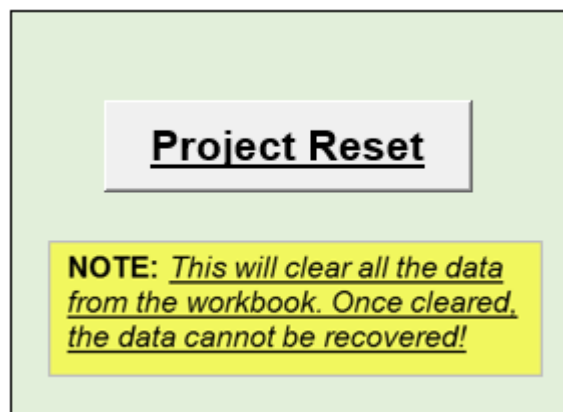 Project Reset
NOTE: This will clear all the data
from the workbook. Once cleared,
the data cannot be recovered!